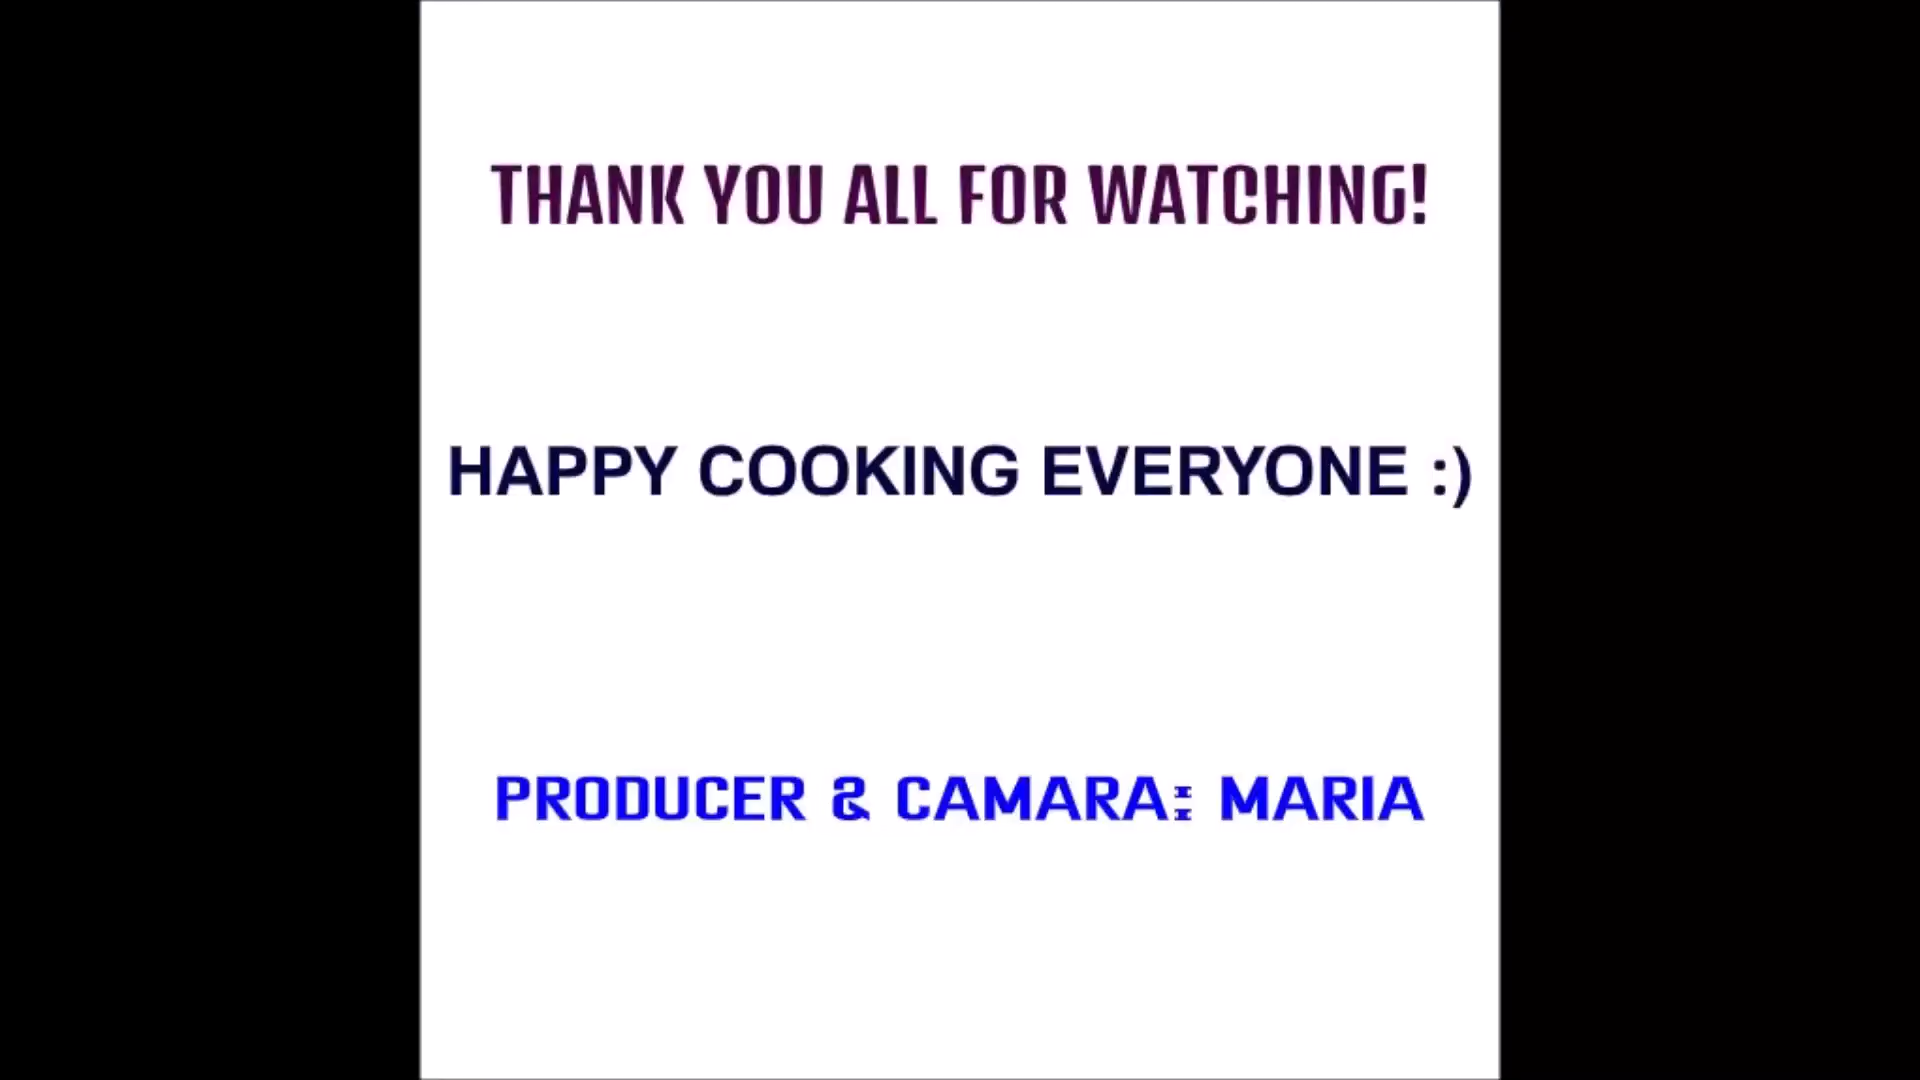 THANK YOU ALL FOR WATCHING!
HAPPY COOKING EVERYONE :)
PRODUCER & CAMARA: MARIA